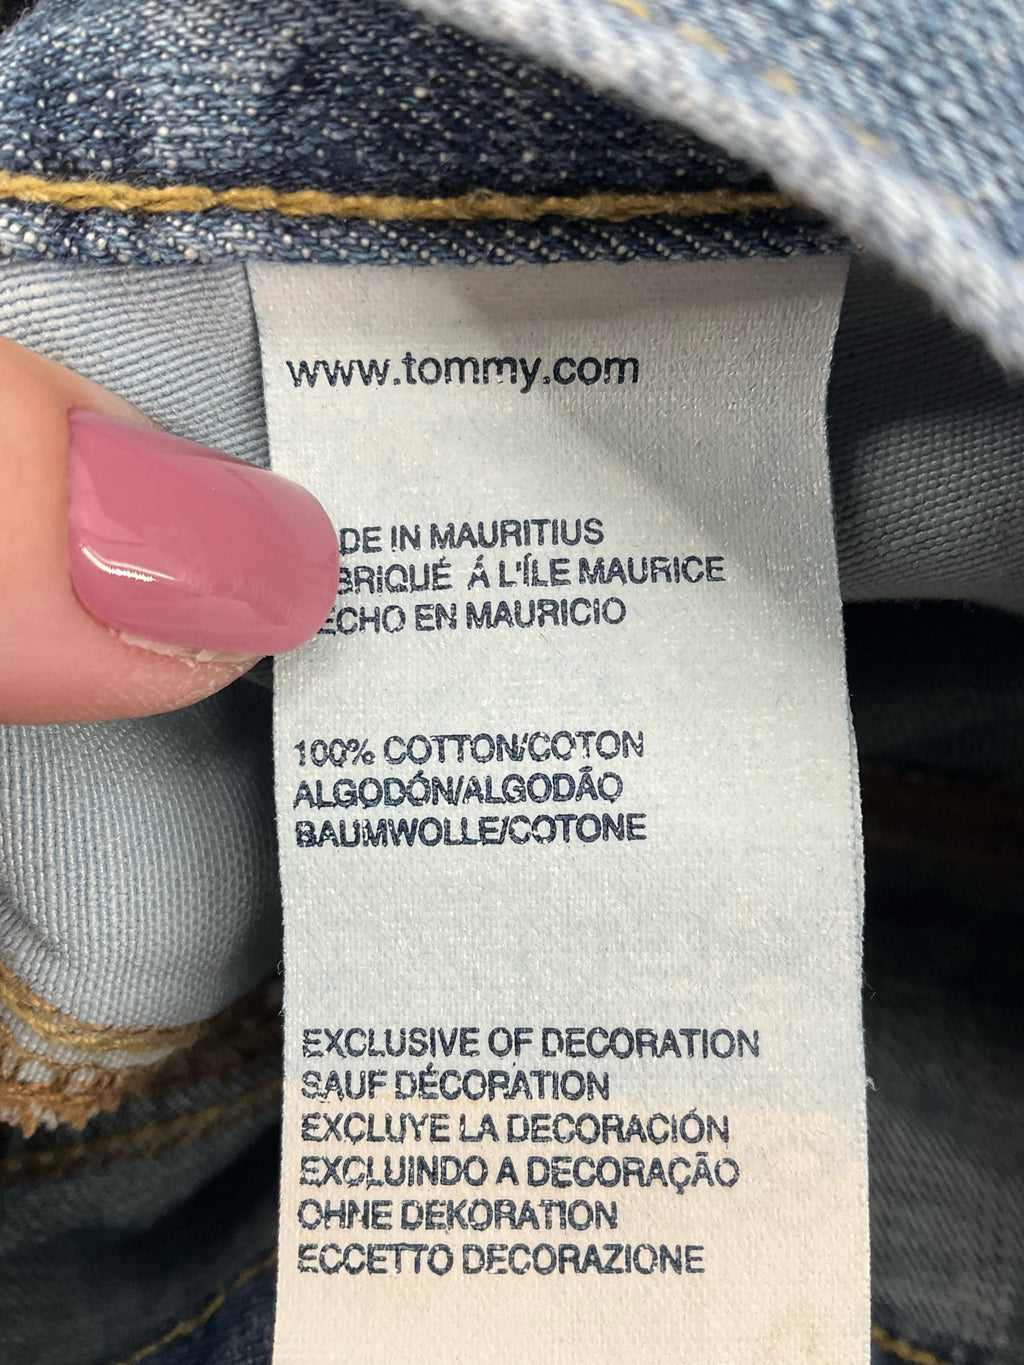 www.tommy.com
DE IN MAURITIUS
BRIQUÉ Á L'ÎLE MAURICE
ECHO EN MAURICIO
100% COTTON/COTON
ALGODÓN/ALGODÃO
BAUMWOLLE/COTONE
EXCLUSIVE OF DECORATION
SAUF DÉCORATION
EXCLUYE LA DECORACIÓN
EXCLUINDO A DECORAÇÃO
OHNE DEKORATION
ECCETTO DECORAZIONE